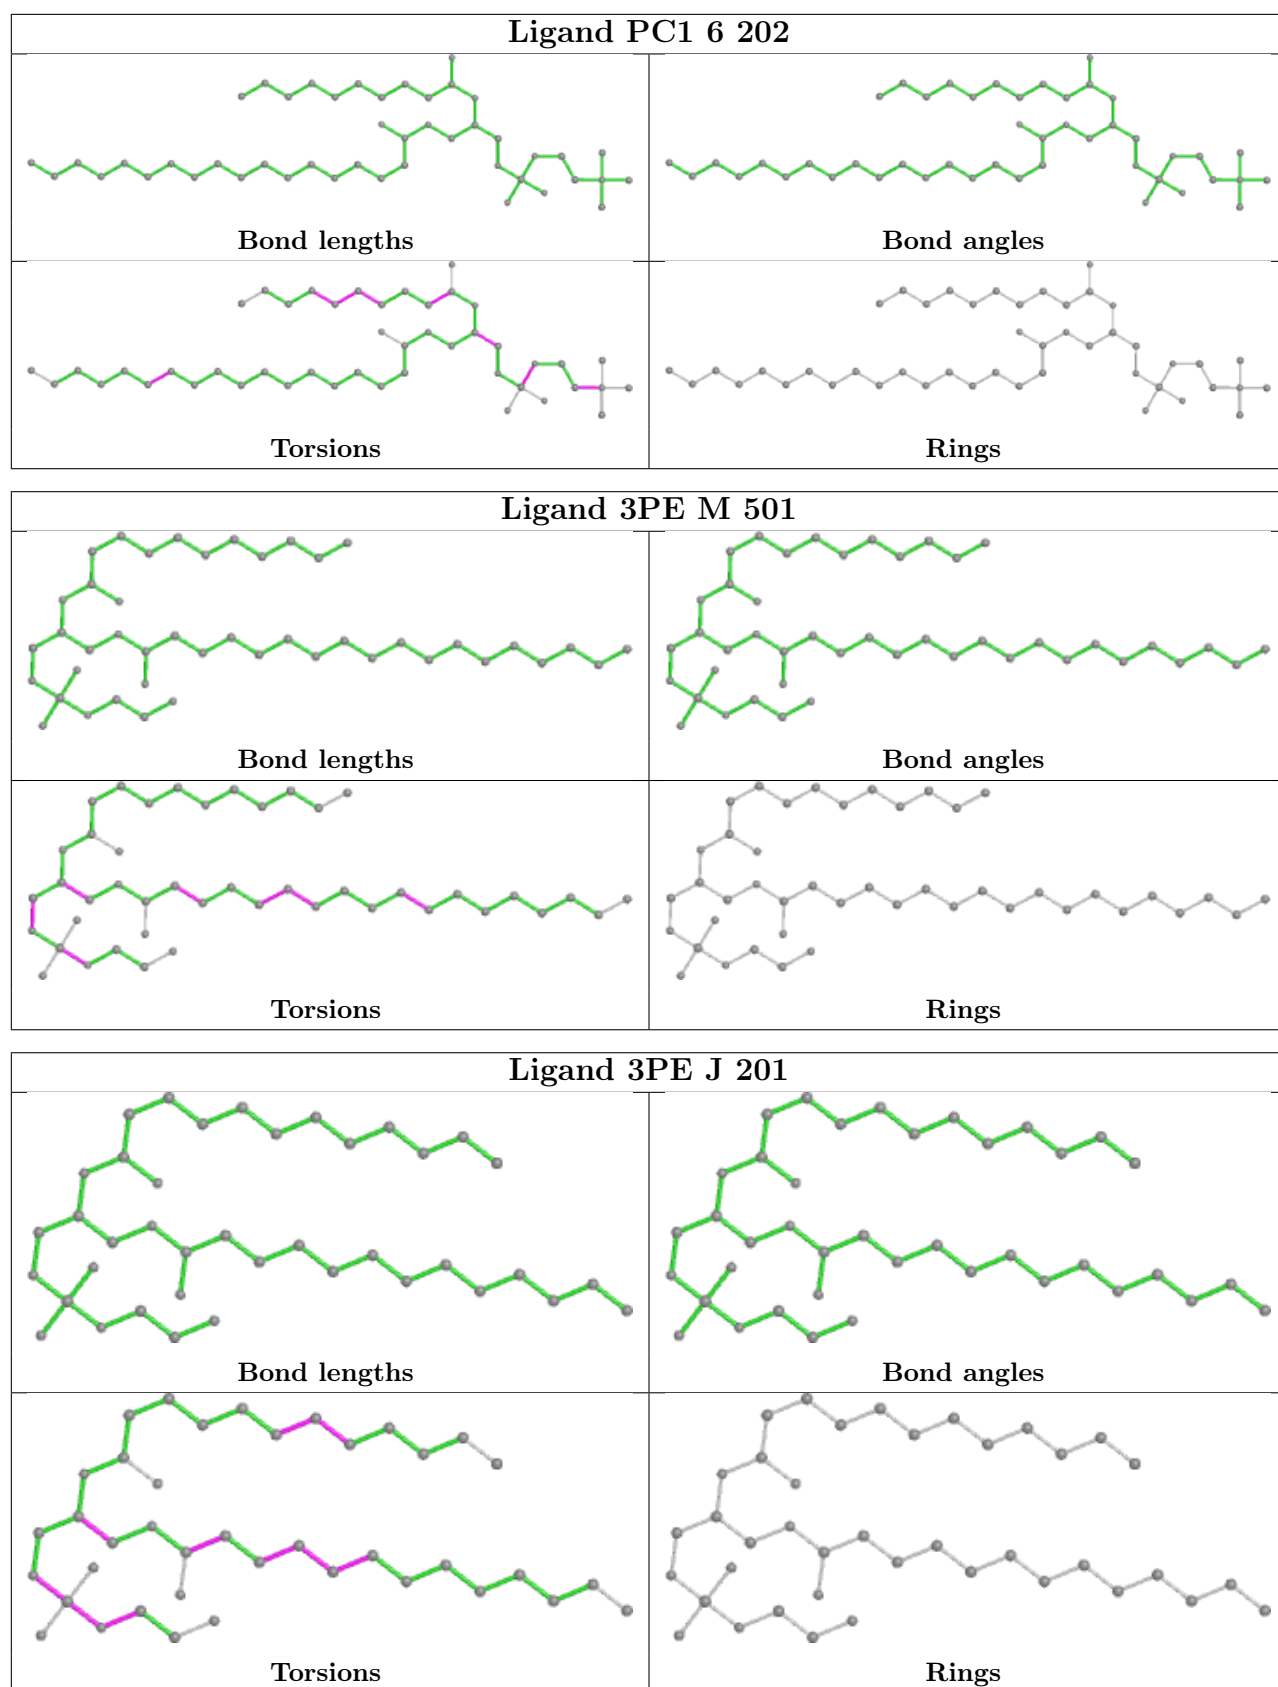 Ligand PC1 6 202
Bond lengths
Bond angles
Torsions
Rings
Ligand 3PE M 501
Bond lengths
Bond angles
Torsions
Rings
Ligand 3PE J 201
Bond lengths
Bond angles
Torsions
Rings